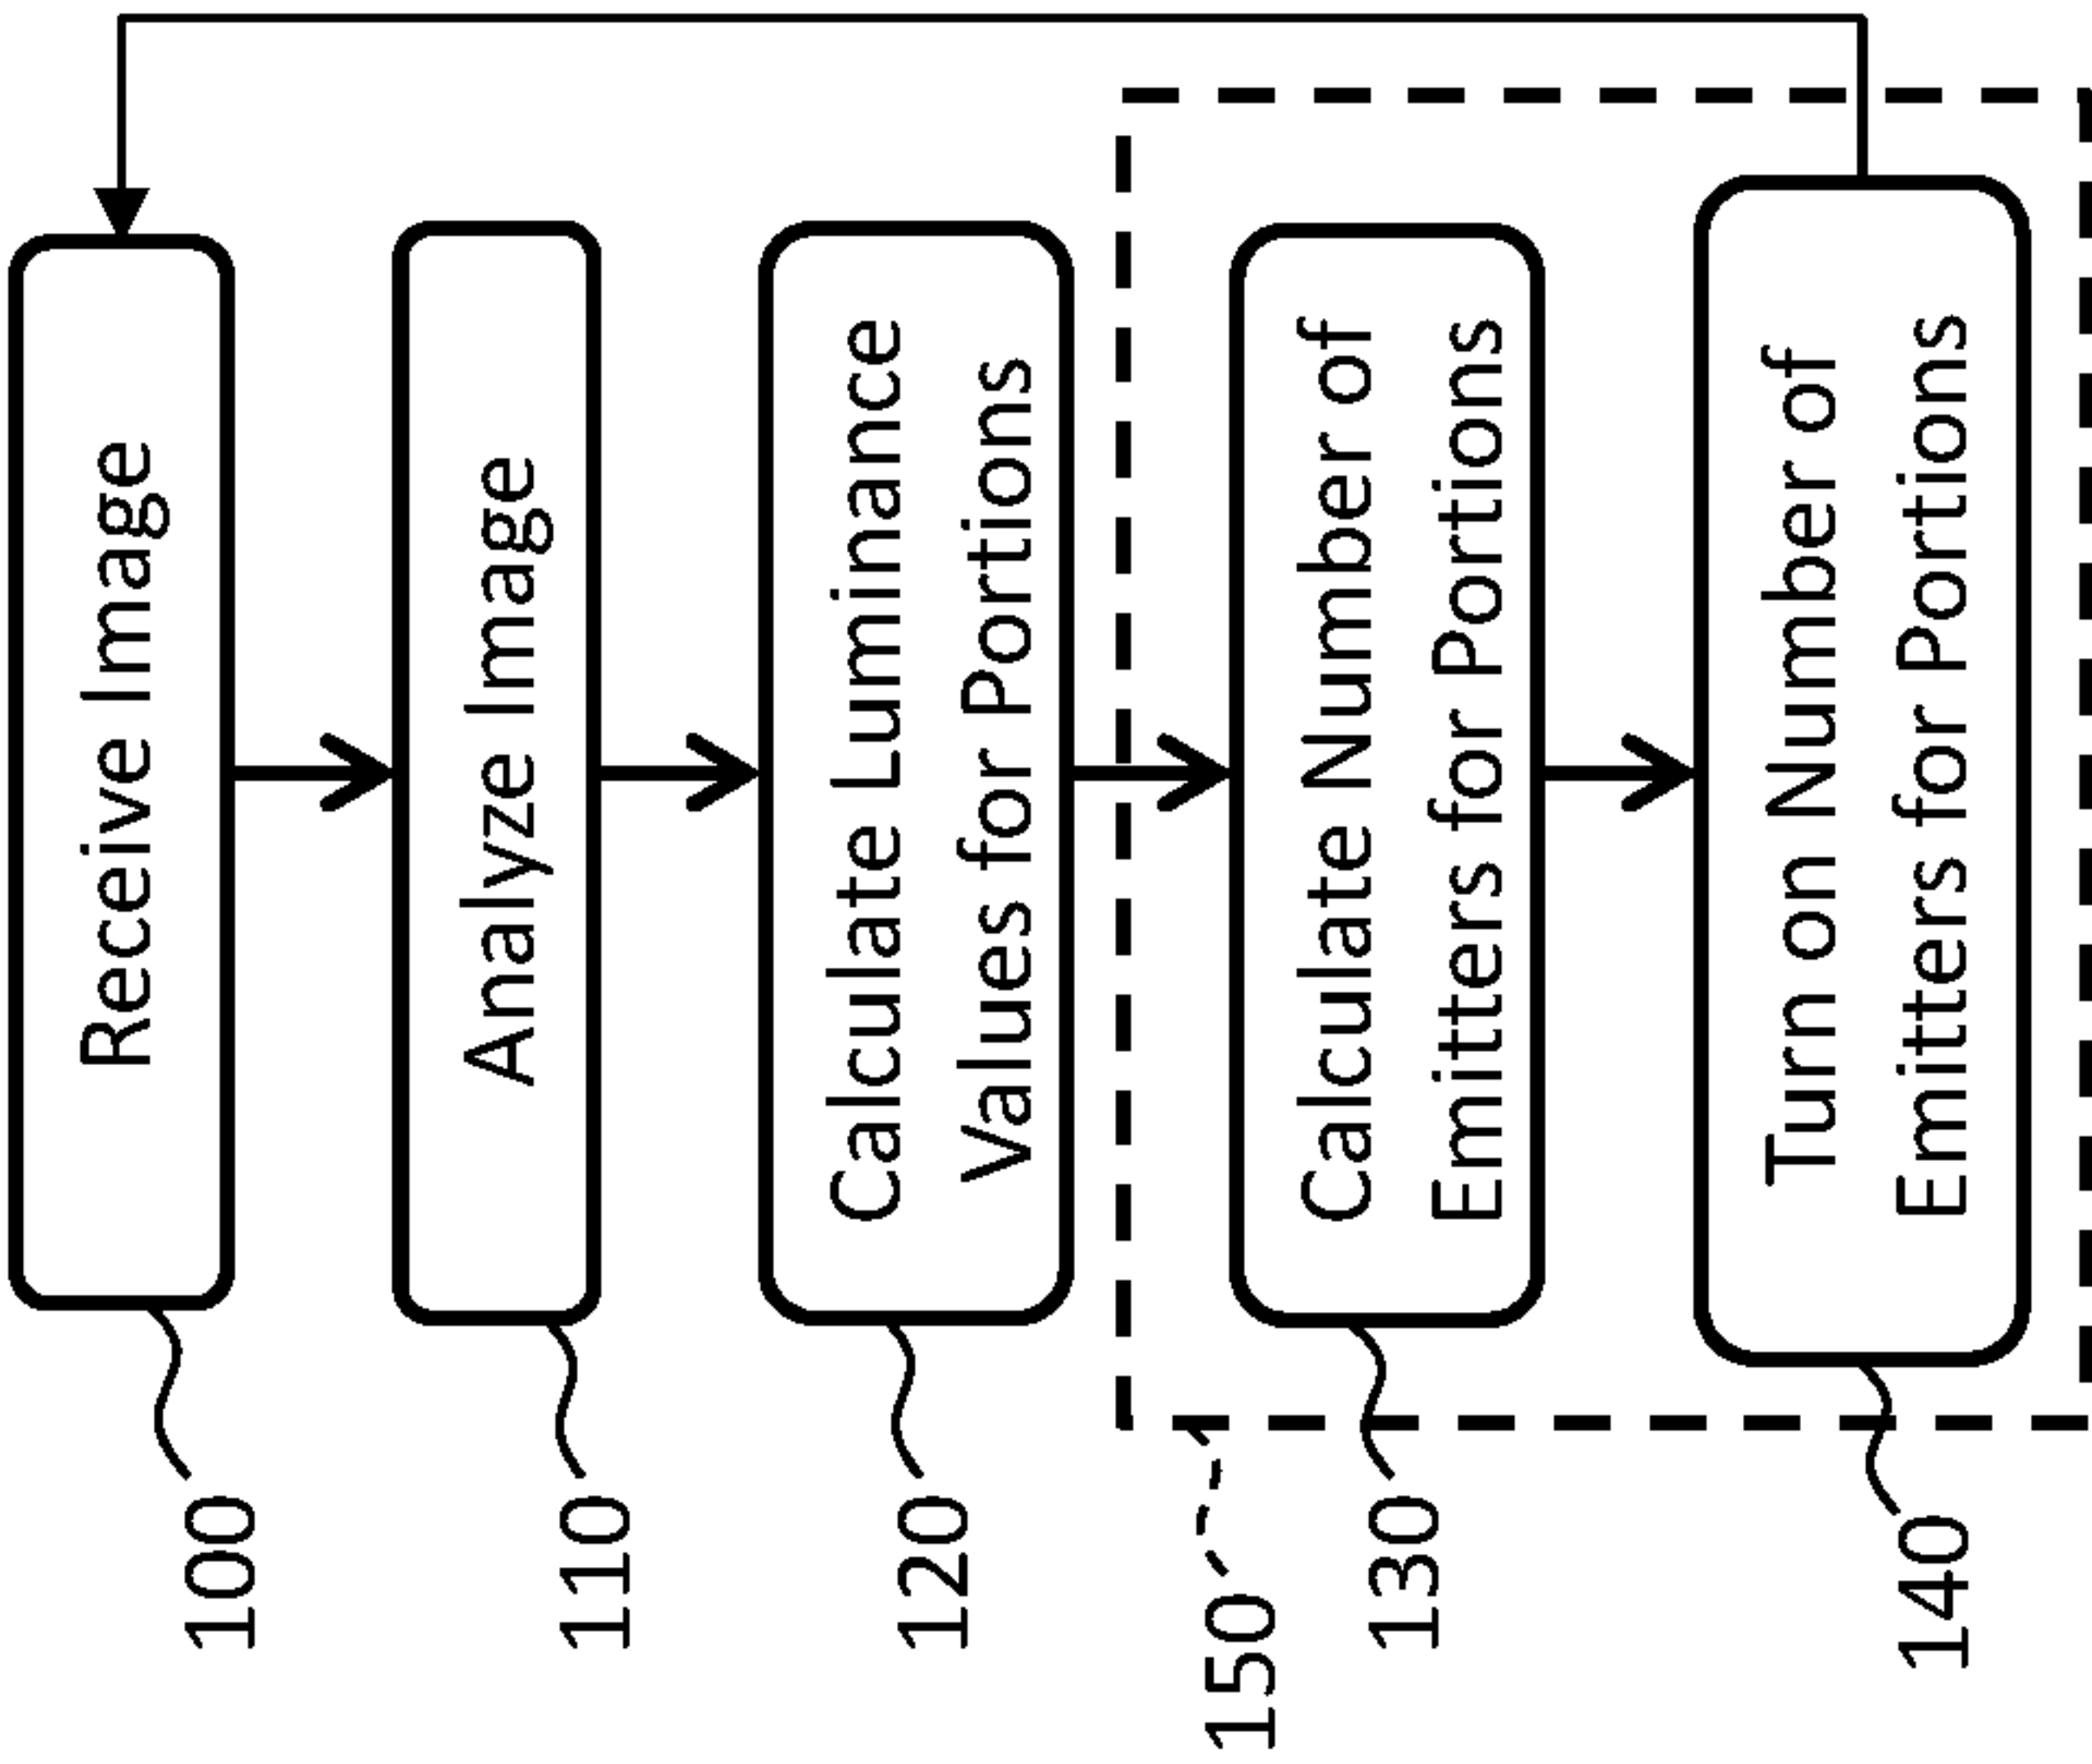 100
Receive Image
110
Analyze Image
120
Calculate Luminance
Values for Portions
150
130
Calculate Number of
Emitters for Portions
140
Turn on Number of
Emitters for Portions